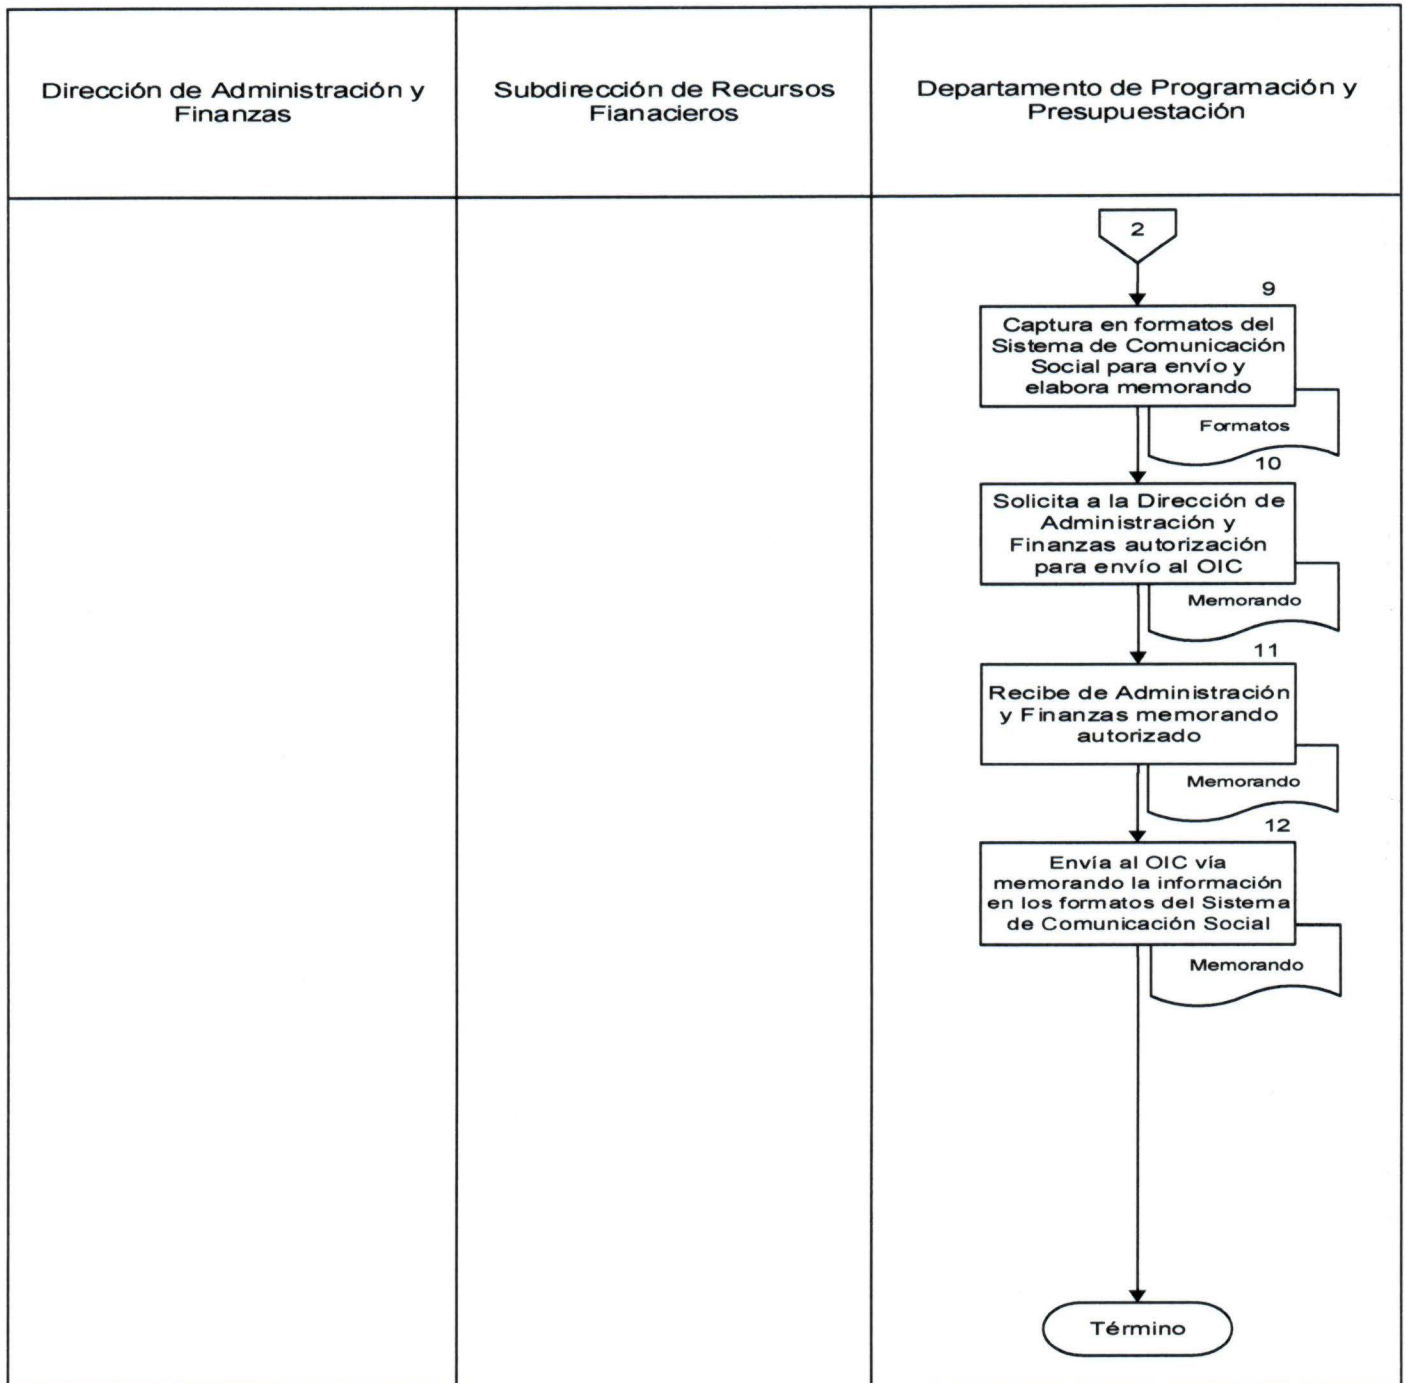 Dirección de Administración y
Finanzas
Subdirección de Recursos
Fianacieros
Departamento de Programación y
Presupuestación
2
9
Captura en formatos del
Sistema de Comunicación
Social para envío y
elabora memorando
Formatos
10
Solicita a la Dirección de
Administración y
Finanzas autorización
para envío al OIC
Memorando
11
Recibe de Administración
y Finanzas memorando
autorizado
Memorando
12
Envía al OIC vía
memorando la información
en los formatos del Sistema
de Comunicación Social
Memorando
Término